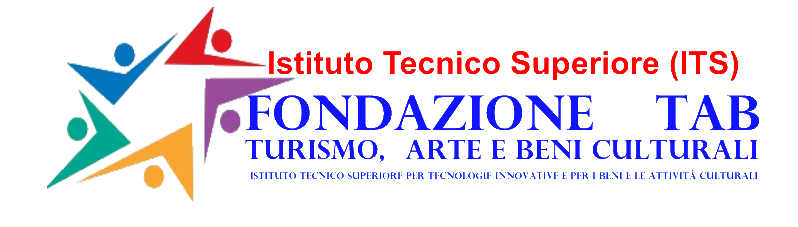 Istituto Tecnico Superiore (ITS)
FONDAZIONE TAB
TURISMO, ARTE E BENI CULTURALI
ISTITUTO TECNICO SUPERIORE PER TECNOLOGIE INNOVATIVE E PER I BENI E LE ATTIVITÀ CULTURALI